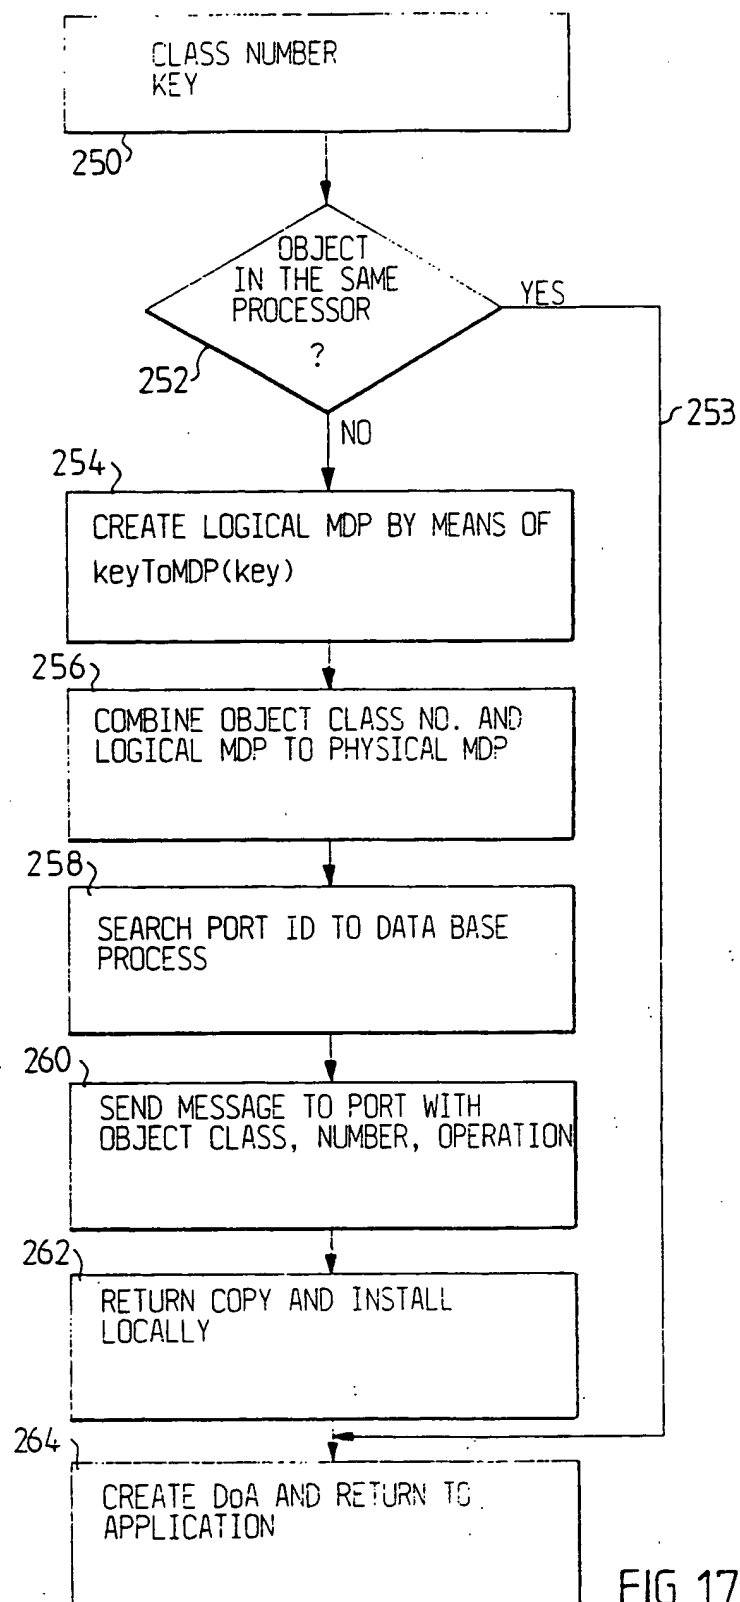 CLASS NUMBER
KEY
250
OBJECT
IN THE SAME
PROCESSOR
?
YES
252
253
NO
254
CREATE LOGICAL MDP BY MEANS OF
keyToMDP(key)
256
COMBINE OBJECT CLASS NO. AND
LOGICAL MDP TO PHYSICAL MDP
258
SEARCH PORT ID TO DATA BASE
PROCESS
260
SEND MESSAGE TO PORT WITH
OBJECT CLASS, NUMBER, OPERATION
262
RETURN COPY AND INSTALL
LOCALLY
264
CREATE DoA AND RETURN TO
APPLICATION
FIG 17